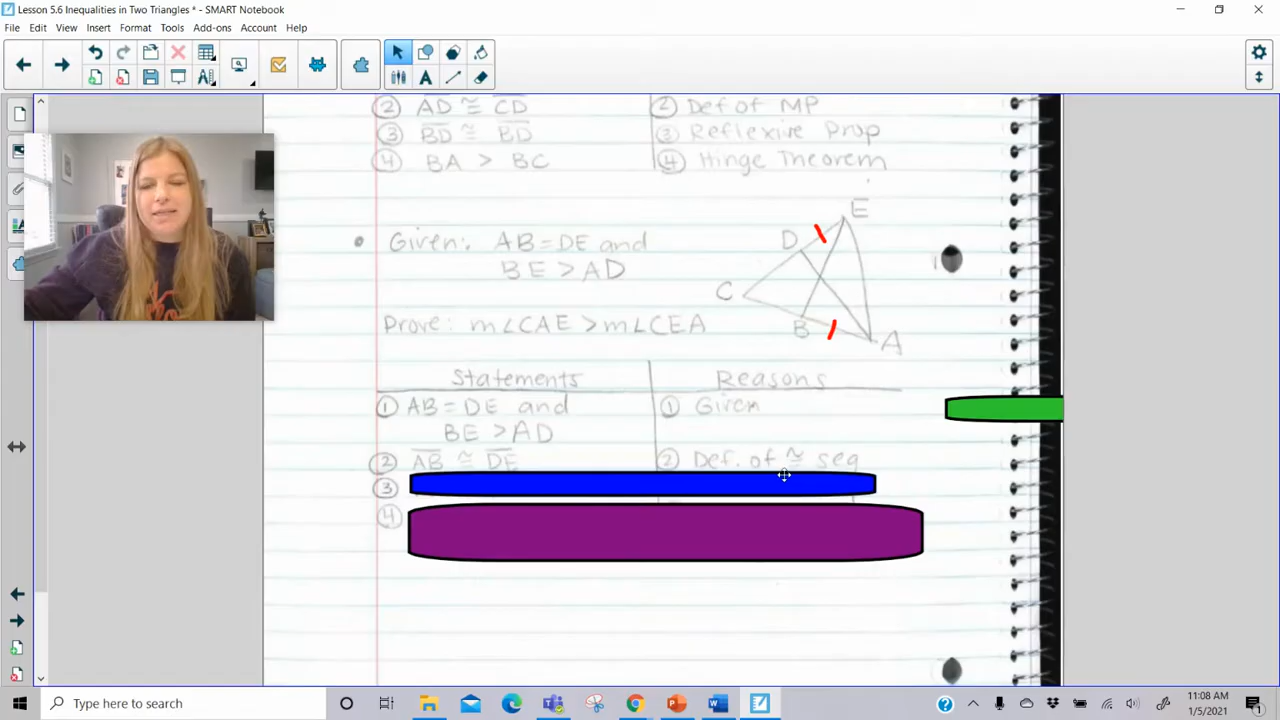 Lesson 5.6 Inequalities in Two Triangles * - SMART Notebook
File Edit View Insert Format Tools Add-ons Account Help
② AD ≅ CD ② Def of MP
③ BD ≅ BD ③ Reflexive Prop
④ BA > BC ④ Hinge Theorem
E
Given: AB = DE and D
BE > AD
C
Prove: m∠CAE > m∠CEA B A
Statements Reasons
① AB = DE and ① Given
BE > AD
② AB ≅ DE ② Def. of ≅ seg
③
④
A
Type here to search
11:08 AM
1/5/2021